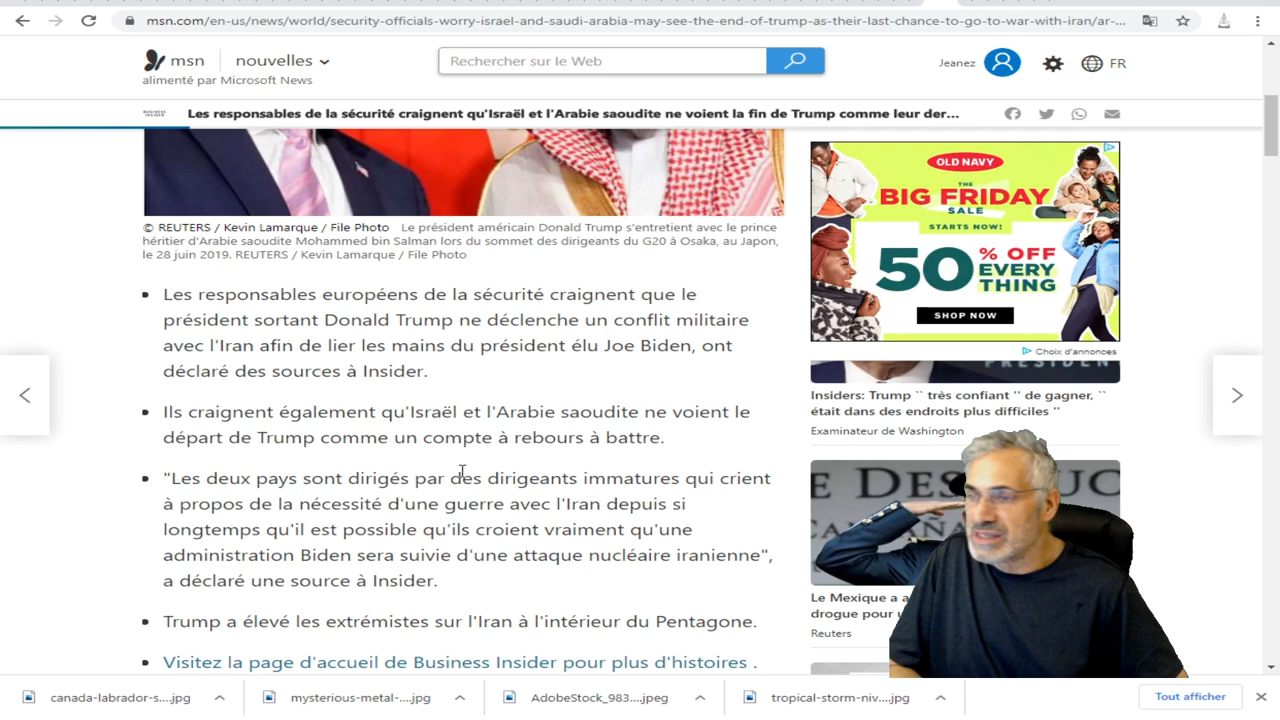 msn.com/en-us/news/world/security-officials-worry-israel-and-saudi-arabia-may-see-the-end-of-trump-as-their-last-chance-to-go-to-war-with-iran/ar-...
msn nouvelles
alimenté par Microsoft News
Rechercher sur le Web
Jeanez
FR
BUSINESS INSIDER
Les responsables de la sécurité craignent qu'Israël et l'Arabie saoudite ne voient la fin de Trump comme leur der...
© REUTERS / Kevin Lamarque / File Photo Le président américain Donald Trump s'entretient avec le prince
héritier d'Arabie saoudite Mohammed bin Salman lors du sommet des dirigeants du G20 à Osaka, au Japon,
le 28 juin 2019. REUTERS / Kevin Lamarque / File Photo
Les responsables européens de la sécurité craignent que le
président sortant Donald Trump ne déclenche un conflit militaire
avec l'Iran afin de lier les mains du président élu Joe Biden, ont
déclaré des sources à Insider.
Ils craignent également qu'Israël et l'Arabie saoudite ne voient le
départ de Trump comme un compte à rebours à battre.
"Les deux pays sont dirigés par des dirigeants immatures qui crient
à propos de la nécessité d'une guerre avec l'Iran depuis si
longtemps qu'il est possible qu'ils croient vraiment qu'une
administration Biden sera suivie d'une attaque nucléaire iranienne",
a déclaré une source à Insider.
Trump a élevé les extrémistes sur l'Iran à l'intérieur du Pentagone.
Visitez la page d'accueil de Business Insider pour plus d'histoires .
OLD NAVY
THE
BIG FRIDAY
SALE
STARTS NOW!
50 % OFF
EVERY
THING
SHOP NOW
Choix d'annonces
PRESIDEN
Insiders: Trump `` très confiant '' de gagner, ``
était dans des endroits plus difficiles ''
Examinateur de Washington
E DES
UC
CA
AÑA
Le Mexique a a
drogue pour
Reuters
canada-labrador-s....jpg
mysterious-metal-....jpg
AdobeStock_983....jpeg
tropical-storm-niv....jpg
Tout afficher